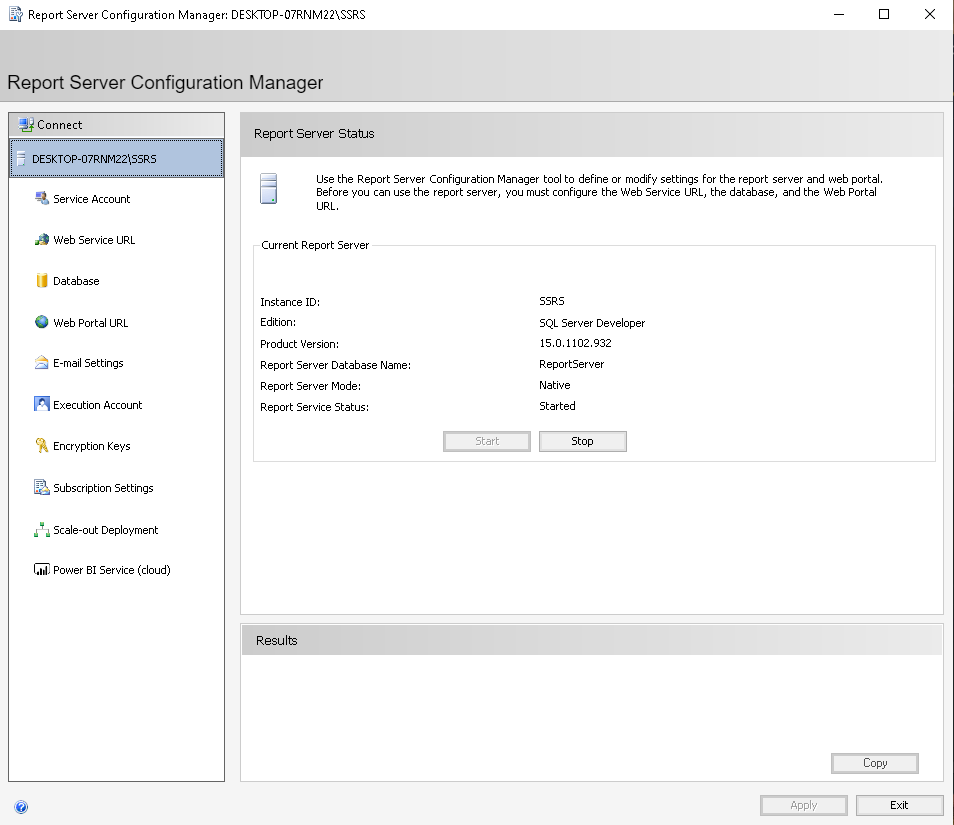 Report Server Configuration Manager: DESKTOP-07RNM22\SSRS
Report Server Configuration Manager
Connect
DESKTOP-07RNM22\SSRS
Service Account
Web Service URL
Database
Web Portal URL
E-mail Settings
Execution Account
Encryption Keys
Subscription Settings
Scale-out Deployment
Power BI Service (cloud)
Report Server Status
Use the Report Server Configuration Manager tool to define or modify settings for the report server and web portal.
Before you can use the report server, you must configure the Web Service URL, the database, and the Web Portal
URL.
Current Report Server
Instance ID: SSRS
Edition: SQL Server Developer
Product Version: 15.0.1102.932
Report Server Database Name: ReportServer
Report Server Mode: Native
Report Service Status: Started
Start Stop
Results
Copy
Apply Exit